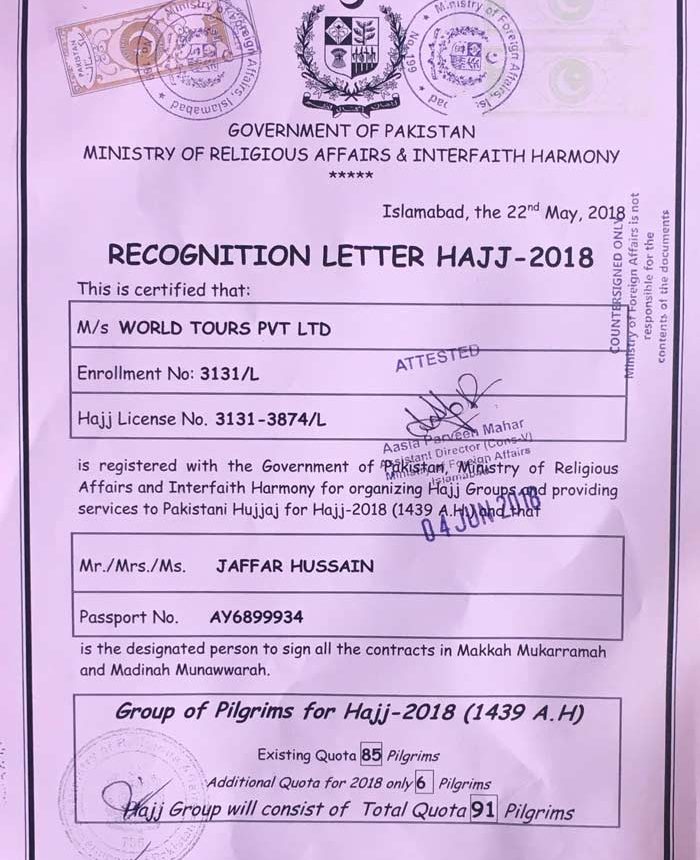 PAKISTAN
Ministry of Foreign Affairs, Islamabad
Ministry of Foreign Affairs
GOVERNMENT OF PAKISTAN
MINISTRY OF RELIGIOUS AFFAIRS & INTERFAITH HARMONY
*****
Islamabad, the 22nd May, 2018
COUNTERSIGNED ONLY
Ministry of Foreign Affairs is not
responsible for the
contents of the documents
RECOGNITION LETTER HAJJ-2018
This is certified that:
M/s WORLD TOURS PVT LTD
ATTESTED
Enrollment No: 3131/L
Hajj License No. 3131-3874/L
Aasia Parveen Mahar
Assistant Director (Cons-V)
Ministry of Foreign Affairs
Islamabad
is registered with the Government of Pakistan, Ministry of Religious
Affairs and Interfaith Harmony for organizing Hajj Groups and providing
services to Pakistani Hujjaj for Hajj-2018 (1439 A.H) and that
04 JUN 2018
Mr./Mrs./Ms. JAFFAR HUSSAIN
Passport No. AY6899934
is the designated person to sign all the contracts in Makkah Mukarramah
and Madinah Munawwarah.
Group of Pilgrims for Hajj-2018 (1439 A.H)
Existing Quota 85 Pilgrims
Additional Quota for 2018 only 6 Pilgrims
Hajj Group will consist of Total Quota 91 Pilgrims